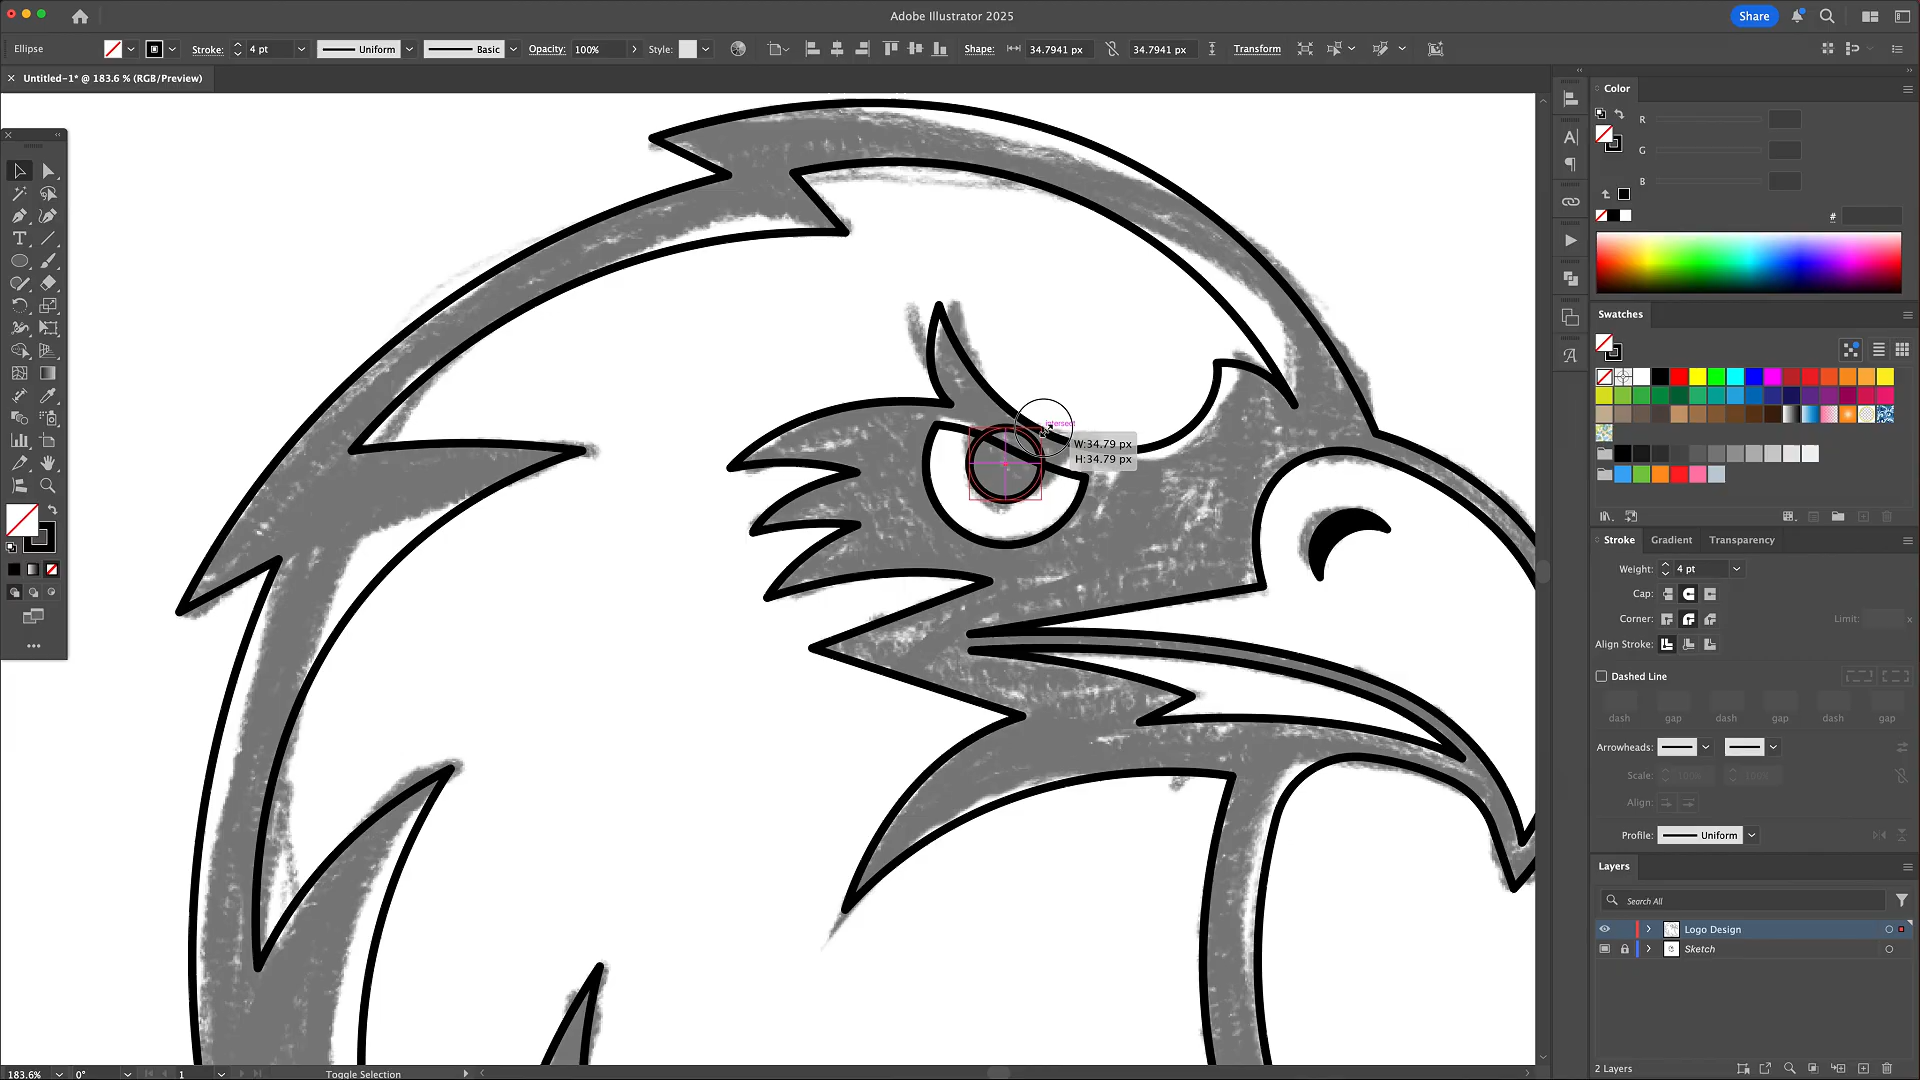 Adobe Illustrator 2025
Share
Ellipse
Stroke:
4 pt
Uniform
Basic
Opacity:
100%
Style:
Shape:
34.7941 px
34.7941 px
Transform
Untitled-1* @ 183.6 % (RGB/Preview)
Color
R
G
B
#
Swatches
intersect
W:34.79 px
H:34.79 px
Stroke
Gradient
Transparency
Weight:
4 pt
Cap:
Corner:
Limit:
x
Align Stroke:
Dashed Line
dash
gap
dash
gap
dash
gap
Arrowheads:
Scale:
100%
100%
Align:
Profile:
Uniform
Layers
Search All
Logo Design
Sketch
2 Layers
183.6%
0°
1
Toggle Selection